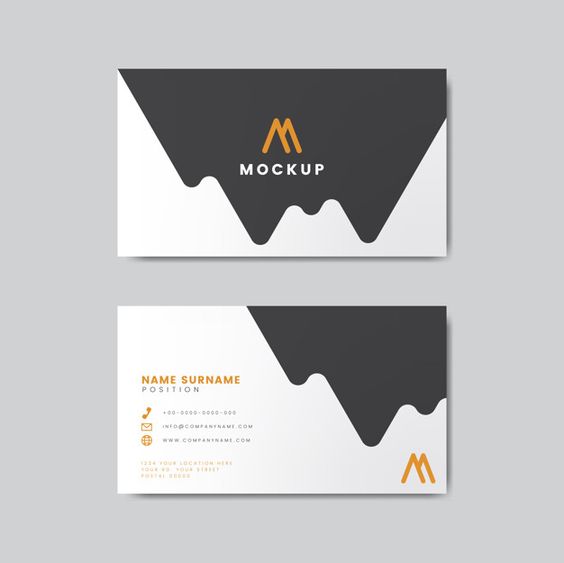 MOCKUP
NAME SURNAME
POSITION
+00-0000-0000-000
INFO@COMPANYNAME.COM
WWW.COMPANYNAME.COM
1234 YOUR LOCATION HERE
YOUR RD. YOUR STREET
POSTAL 00000